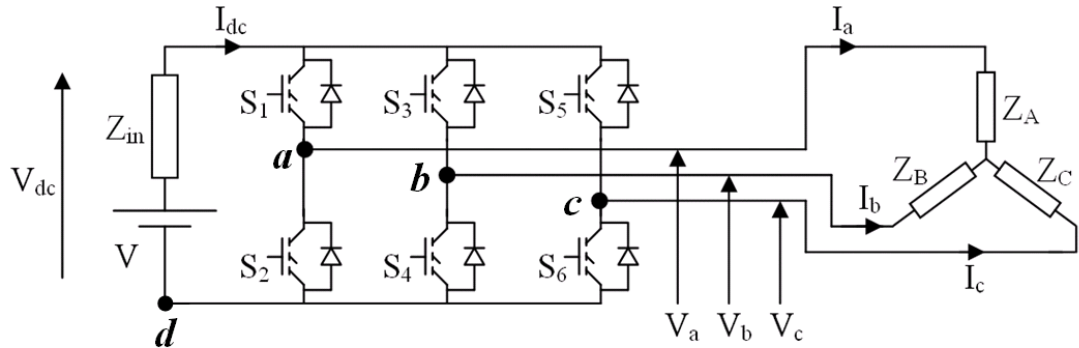 I_dc
I_a
S_1
S_3
S_5
Z_A
Z_in
a
V_dc
b
Z_B
Z_C
c
I_b
V
S_2
S_4
S_6
I_c
d
V_a
V_b
V_c